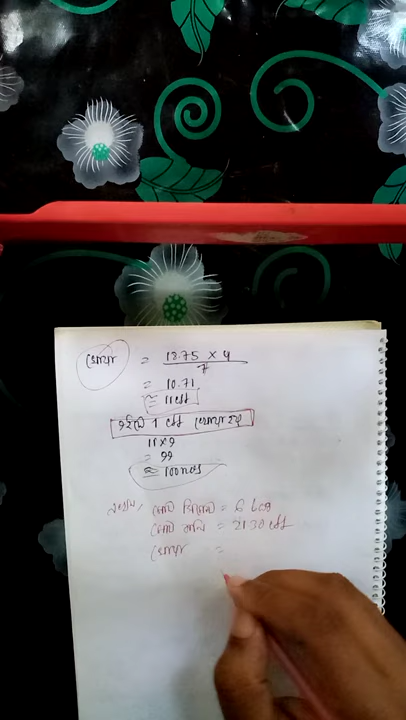 খোয়া = 18.75 × 4
7
= 10.71
≈ 11 cft
৯টিতে 1 cft খোয়া হয়
11 × 9
= 99
≈ 100 nos
মোট = 6
মোট বালি = 21.30 cft
খোয়া =